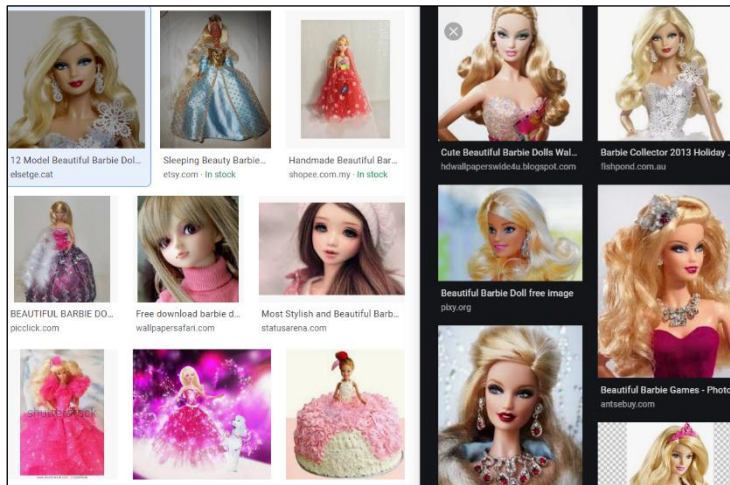 12 Model Beautiful Barbie Dol...
elsetge.cat
Sleeping Beauty Barbie...
etsy.com · In stock
Handmade Beautiful Bar...
shopee.com.my · In stock
BEAUTIFUL BARBIE DO...
picclick.com
Free download barbie d...
wallpapersafari.com
Most Stylish and Beautiful Barb...
statusarena.com
shutterstock
Cute Beautiful Barbie Dolls Wal...
hdwallpaperswide4u.blogspot.com
Barbie Collector 2013 Holiday
fishpond.com.au
Beautiful Barbie Doll free image
pixy.org
Beautiful Barbie Games - Photo
antsebuy.com